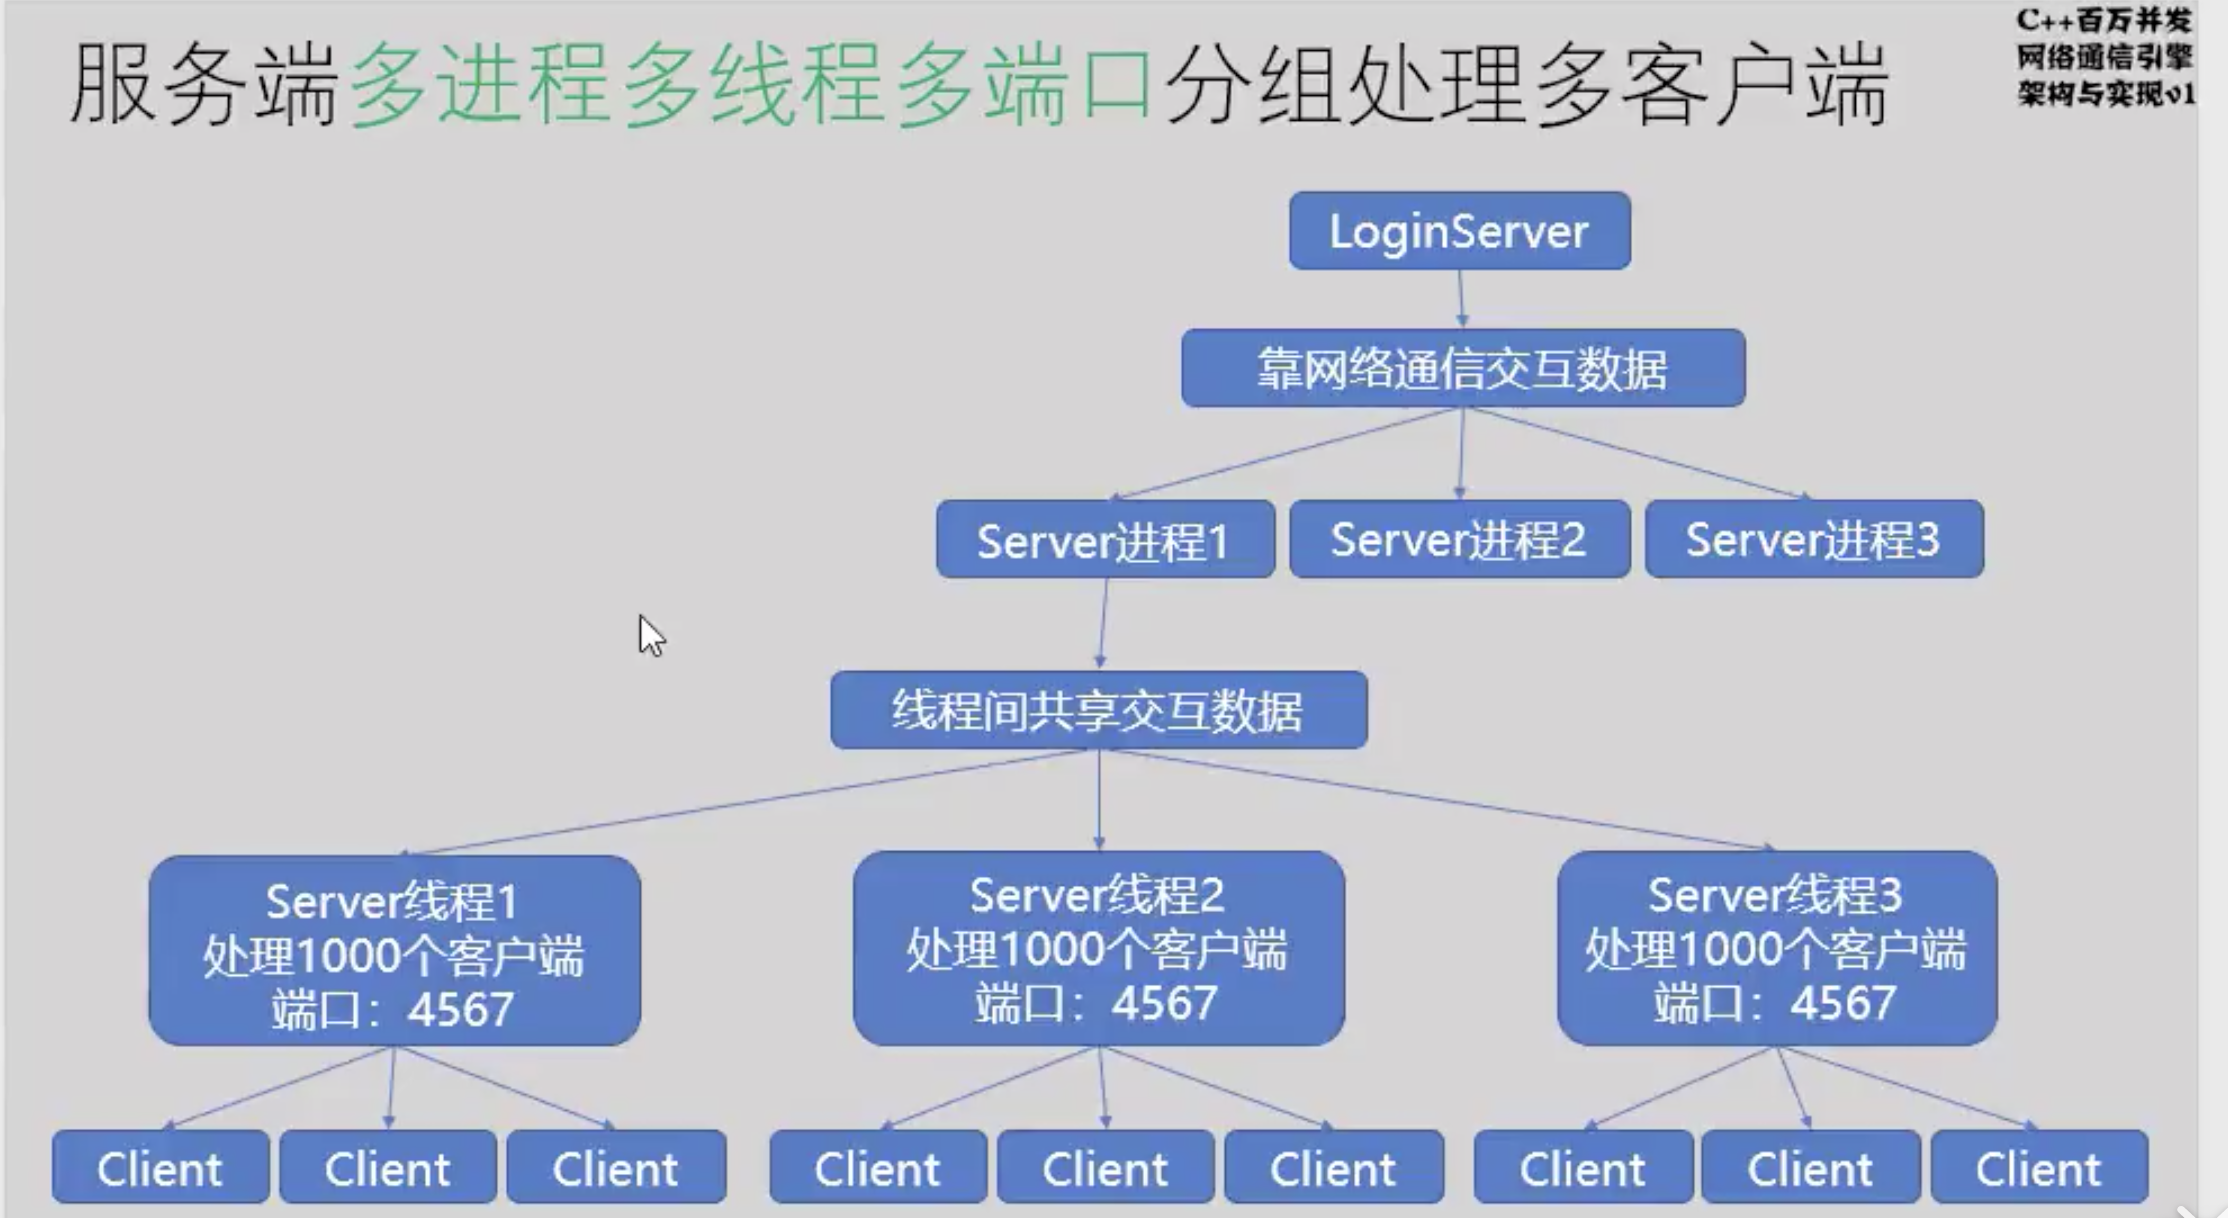 服务端多进程多线程多端口分组处理多客户端
C++百万并发
网络通信引擎
架构与实现v1
LoginServer
靠网络通信交互数据
Server进程1
Server进程2
Server进程3
线程间共享交互数据
Server线程1
处理1000个客户端
端口：4567
Server线程2
处理1000个客户端
端口：4567
Server线程3
处理1000个客户端
端口：4567
Client
Client
Client
Client
Client
Client
Client
Client
Client